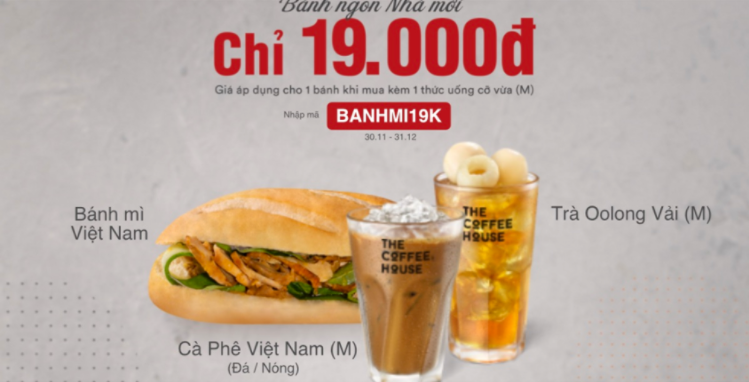 Bánh ngon Nhà mới
Chỉ 19.000đ
Giá áp dụng cho 1 bánh khi mua kèm 1 thức uống cỡ vừa (M)
Nhập mã BANHMI19K
30.11 - 31.12
Bánh mì
Việt Nam
THE
COFFEE
HOUSE
THE
COFFEE
HOUSE
Trà Oolong Vải (M)
Cà Phê Việt Nam (M)
(Đá / Nóng)